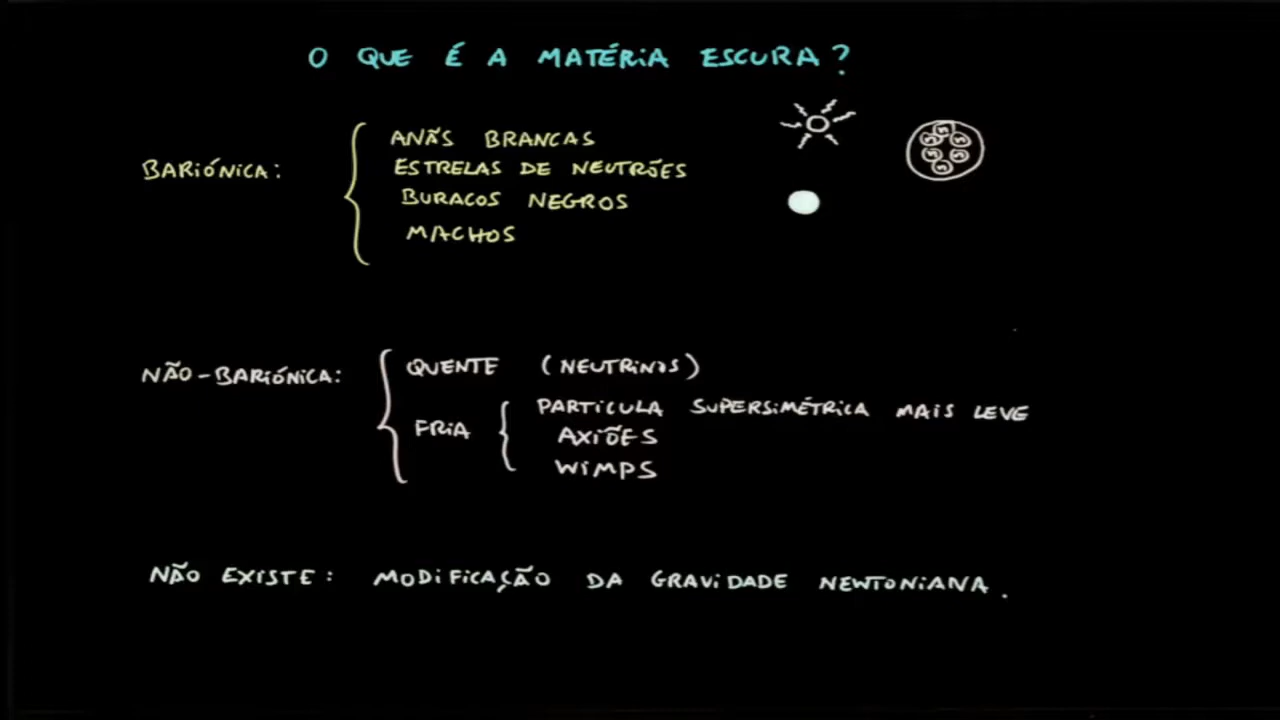 O QUE É A MATÉRIA ESCURA?
BARIÓNICA:
ANÃS BRANCAS
ESTRELAS DE NEUTRÕES
BURACOS NEGROS
MACHOS
n n n n n n
NÃO-BARIÓNICA:
QUENTE (NEUTRINOS)
FRIA
PARTICULA SUPERSIMÉTRICA MAIS LEVE
AXIÕES
WIMPS
NÃO EXISTE: MODIFICAÇÃO DA GRAVIDADE NEWTONIANA.